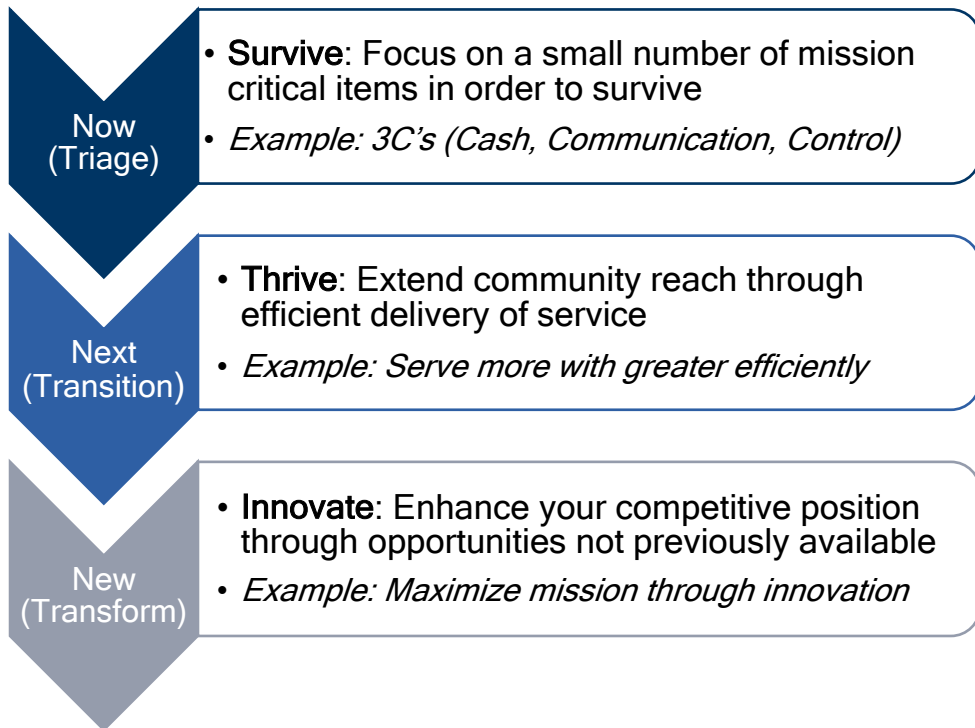 Now
(Triage)
• Survive: Focus on a small number of mission
critical items in order to survive
• Example: 3C's (Cash, Communication, Control)
Next
(Transition)
• Thrive: Extend community reach through
efficient delivery of service
• Example: Serve more with greater efficiently
New
(Transform)
• Innovate: Enhance your competitive position
through opportunities not previously available
• Example: Maximize mission through innovation